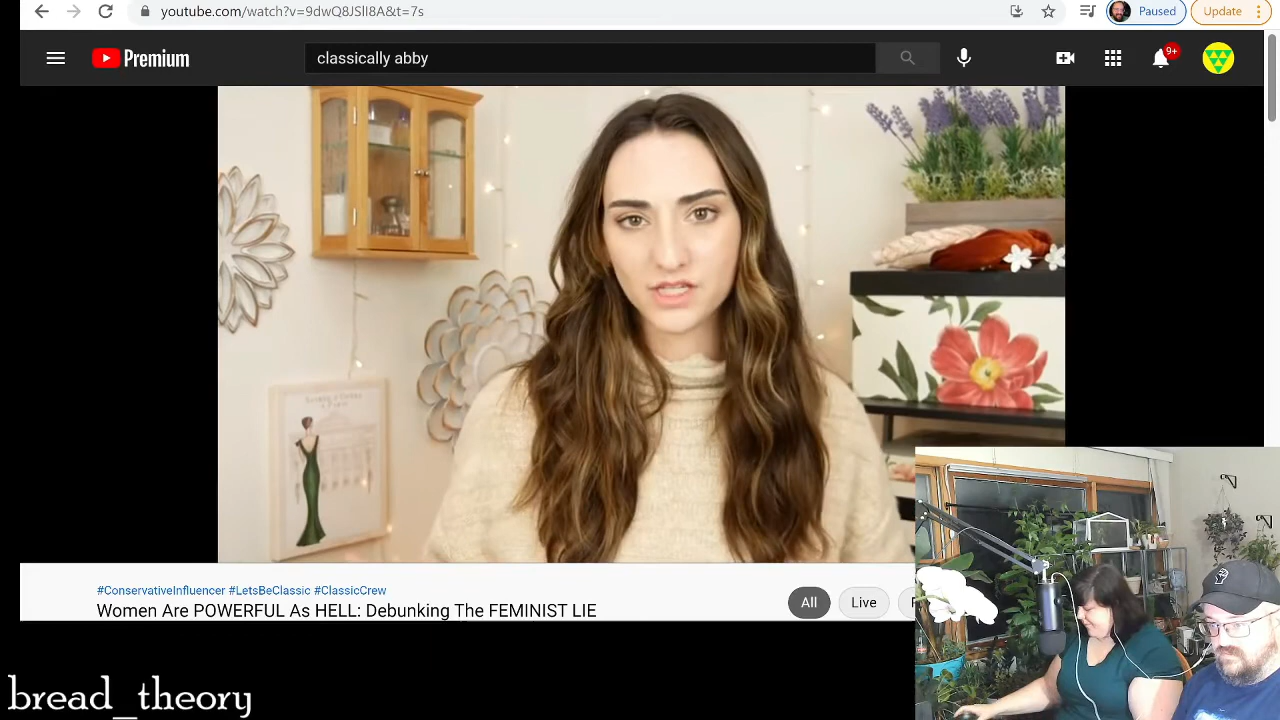 youtube.com/watch?v=9dwQ8JSlI8A&t=7s
Paused
Update
Premium
classically abby
9+
#ConservativeInfluencer #LetsBeClassic #ClassicCrew
Women Are POWERFUL As HELL: Debunking The FEMINIST LIE
All
Live
bread_theory